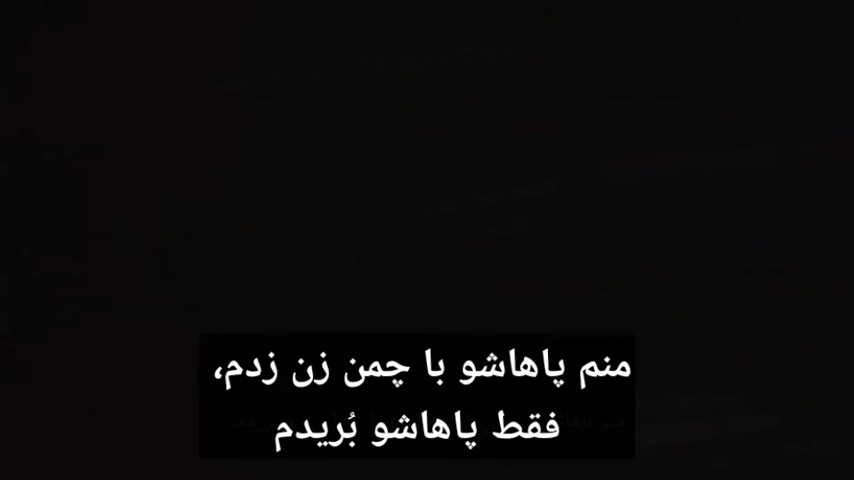 منم پاهاشو با چمن زن زدم،
فقط پاهاشو بُریدم